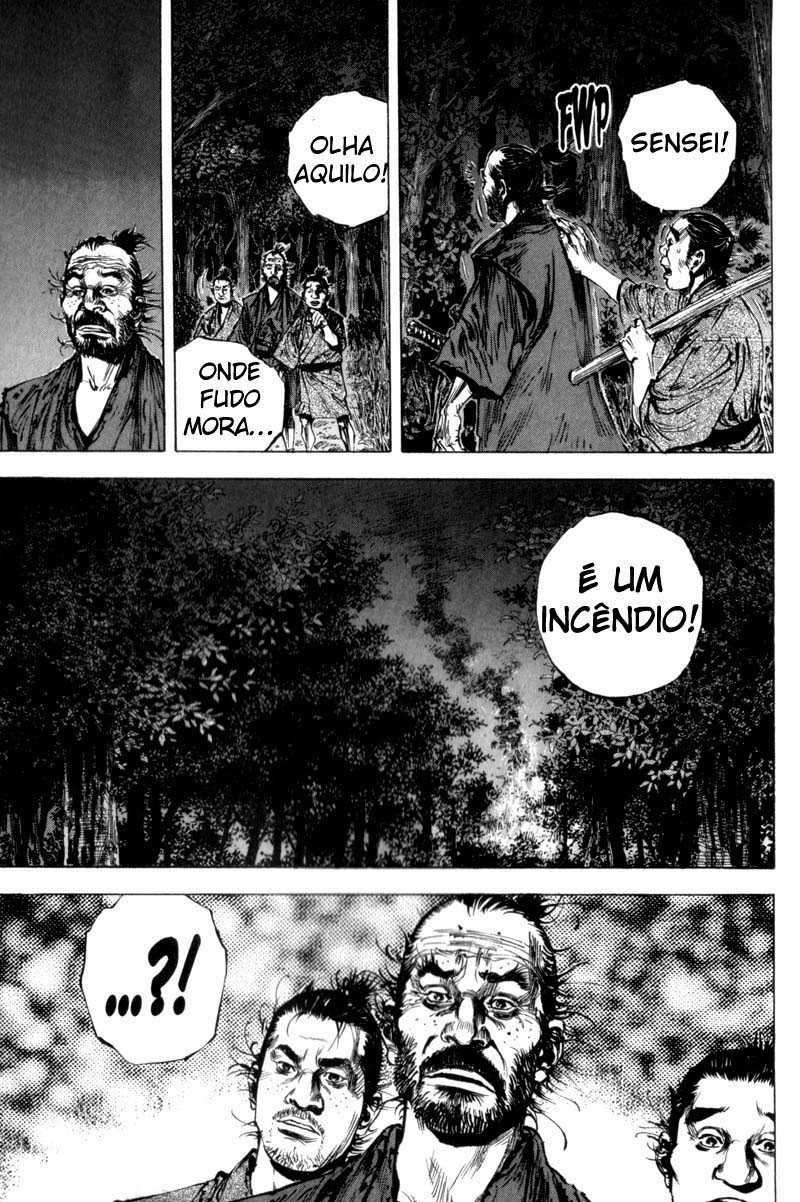 FWP
SENSEI!
OLHA
AQUILO!
ONDE
FUDO
MORA...
É UM
INCÊNDIO!
...?!